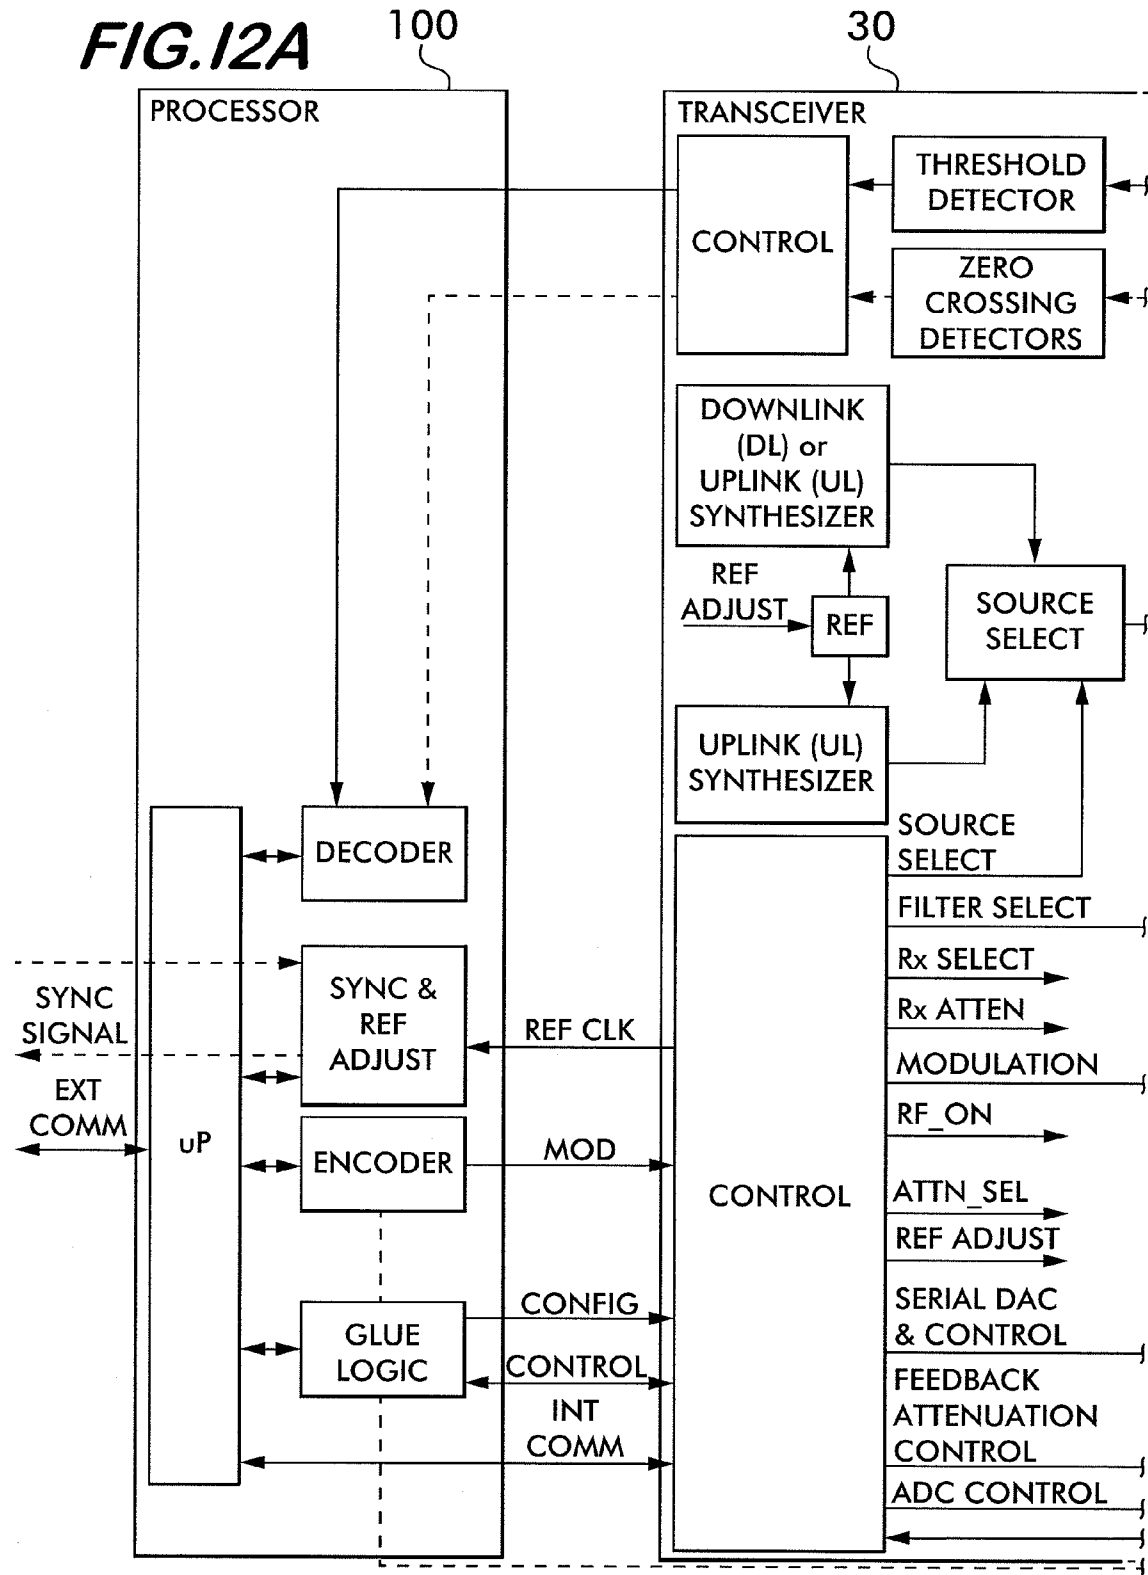 FIG.12A
100
30
PROCESSOR
TRANSCEIVER
CONTROL
THRESHOLD
DETECTOR
ZERO
CROSSING
DETECTORS
DOWNLINK
(DL) or
UPLINK (UL)
SYNTHESIZER
REF
ADJUST
REF
SOURCE
SELECT
UPLINK (UL)
SYNTHESIZER
SOURCE
SELECT
DECODER
FILTER SELECT
Rx SELECT
SYNC
SIGNAL
SYNC &
REF
ADJUST
REF CLK
Rx ATTEN
MODULATION
EXT
COMM
uP
ENCODER
MOD
CONTROL
RF_ON
ATTN_SEL
REF ADJUST
GLUE
LOGIC
CONFIG
CONTROL
INT
COMM
SERIAL DAC
& CONTROL
FEEDBACK
ATTENUATION
CONTROL
ADC CONTROL